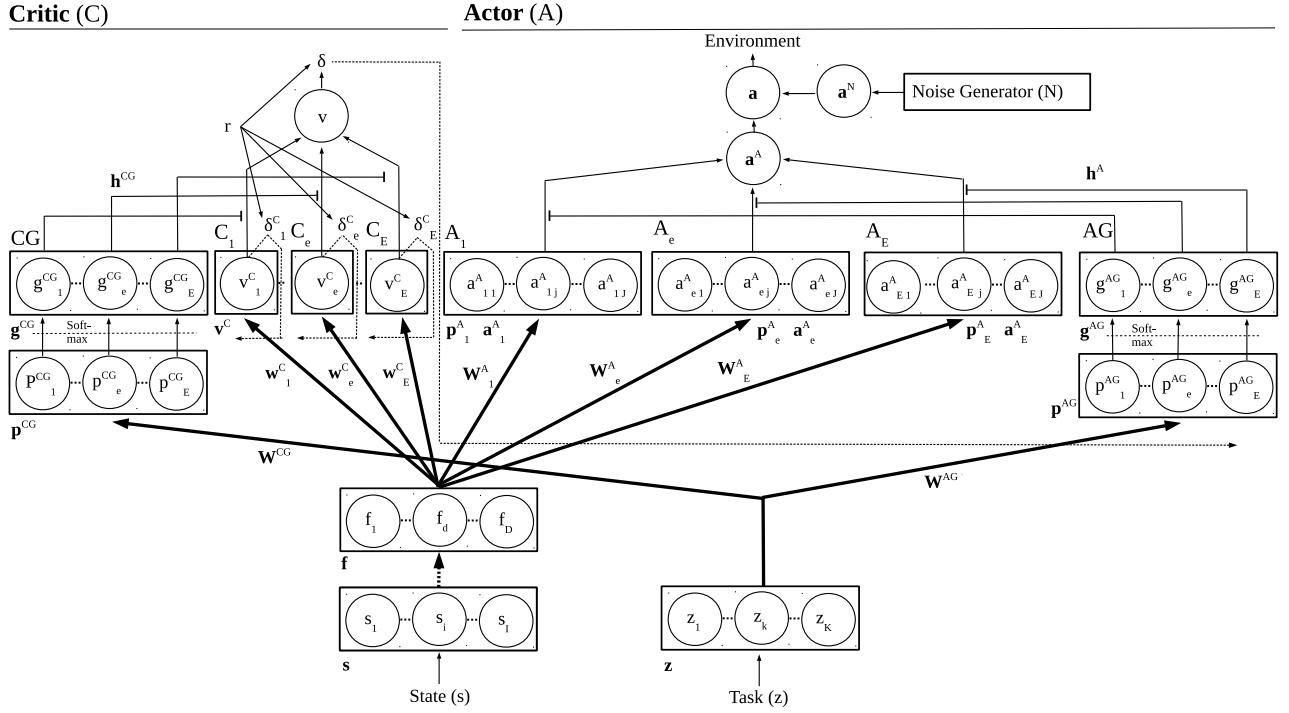 Critic (C) Actor (A)
Environment
δ
a a^N Noise Generator (N)
v
r
a^A
h^CG h^A
CG C_1 δ^C_1 C_e δ^C_e C_E δ^C_E A_1 A_e A_E AG
g^CG_1 g^CG_e g^CG_E v^C_1 v^C_e v^C_E a^A_1 1 a^A_1 j a^A_1 J a^A_e 1 a^A_e j a^A_e J a^A_E 1 a^A_E j a^A_E J g^AG_1 g^AG_e g^AG_E
g^CG Soft- v^C p^A_1 a^A_1 p^A_e a^A_e p^A_E a^A_E g^AG Soft-
max max
p^CG_1 p^CG_e p^CG_E w^C_1 w^C_e w^C_E W^A_1 W^A_e W^A_E p^AG_1 p^AG_e p^AG_E
p^CG p^AG
W^CG W^AG
f_1 f_d f_D
f
s_1 s_i s_I z_1 z_k z_K
s z
State (s) Task (z)